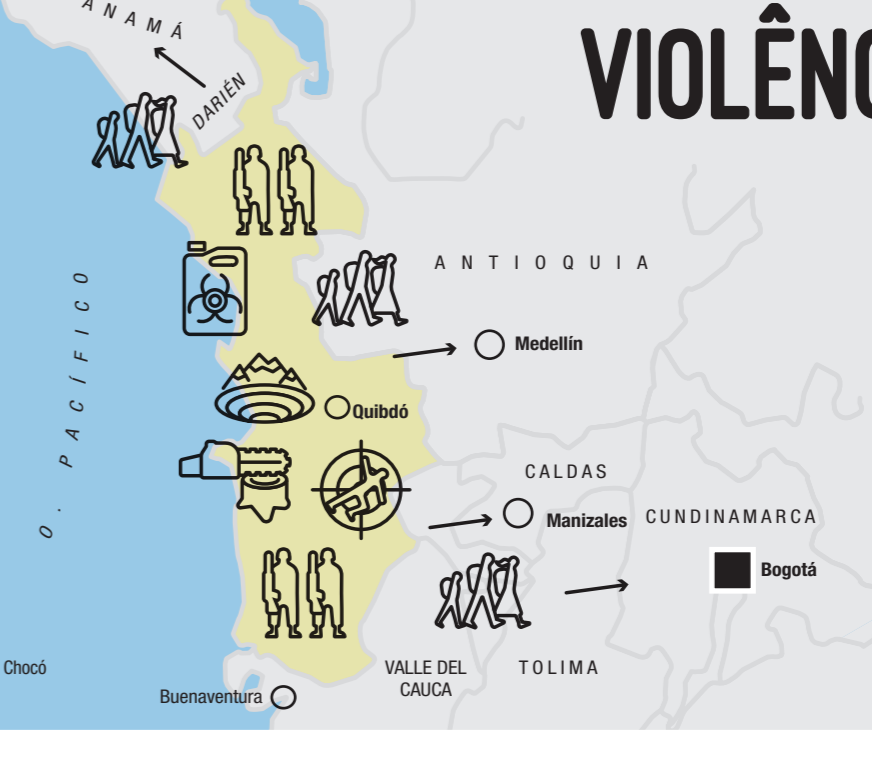 ANAMÁ
VIOLÊNC
DARIÉN
ANTIOQUIA
Medellín
O. PACÍFICO
Quibdó
CALDAS
Manizales
CUNDINAMARCA
Bogotá
Chocó
VALLE DEL
CAUCA
TOLIMA
Buenaventura